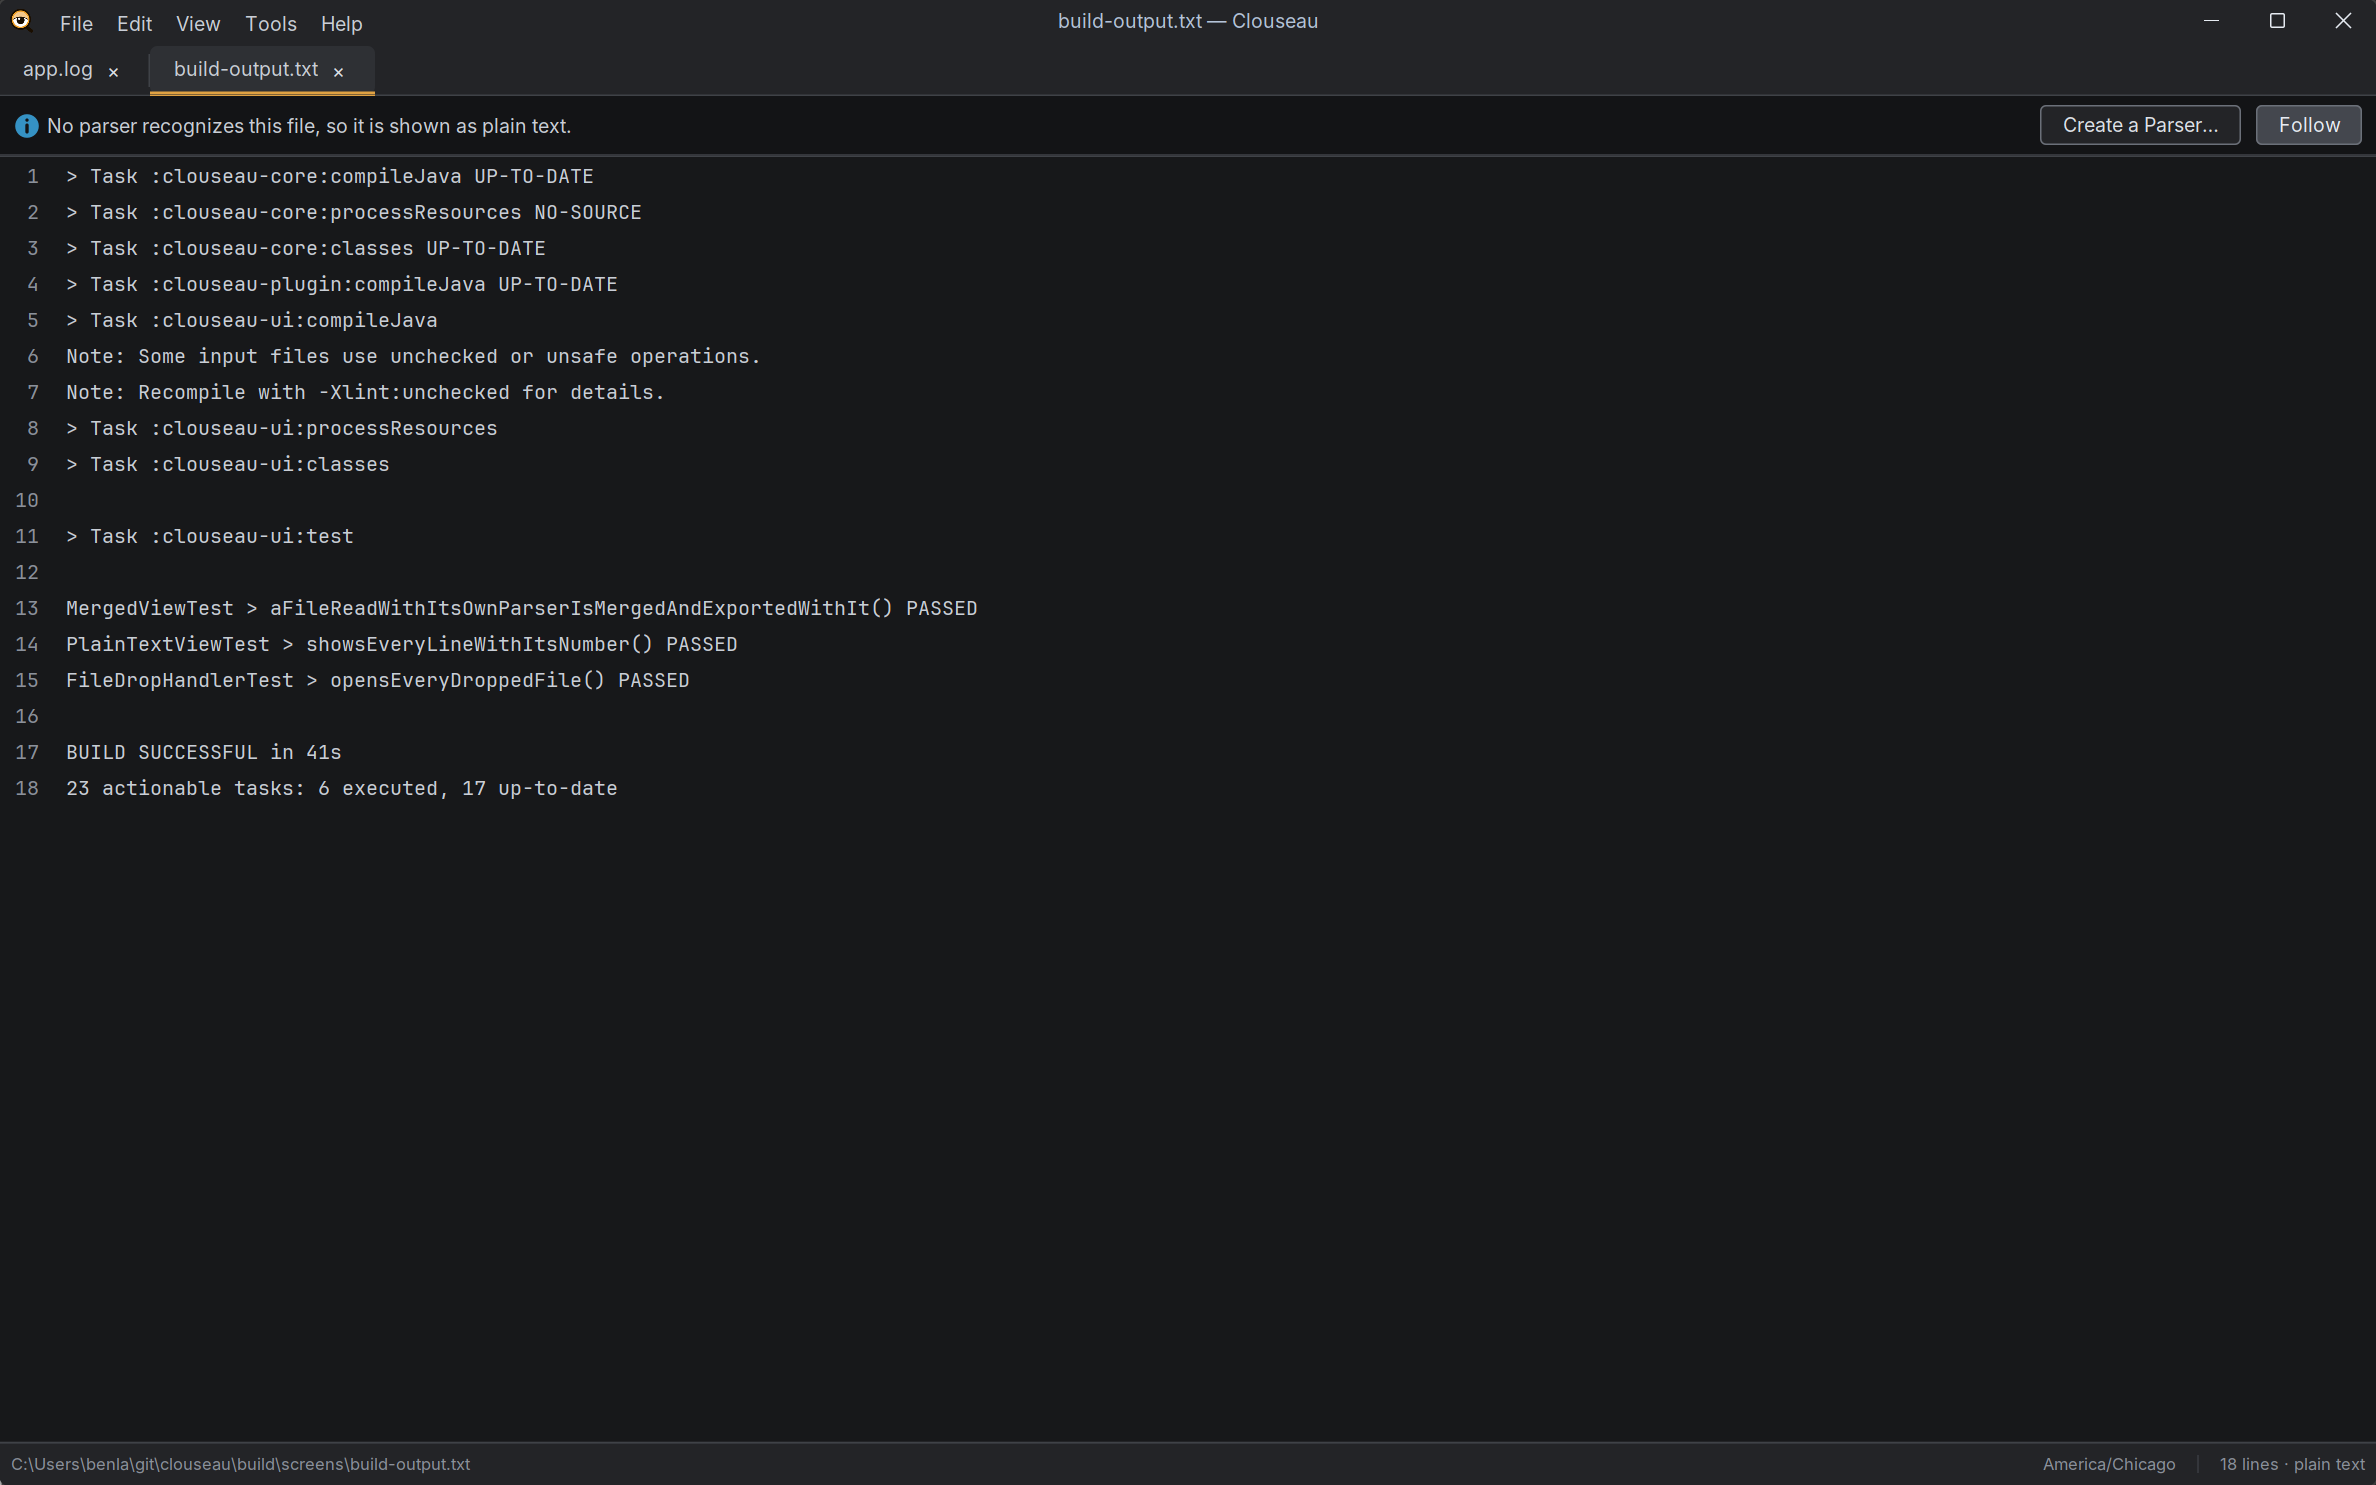 File Edit View Tools Help
build-output.txt — Clouseau
app.log × build-output.txt ×
No parser recognizes this file, so it is shown as plain text.
Create a Parser... Follow
1 > Task :clouseau-core:compileJava UP-TO-DATE
2 > Task :clouseau-core:processResources NO-SOURCE
3 > Task :clouseau-core:classes UP-TO-DATE
4 > Task :clouseau-plugin:compileJava UP-TO-DATE
5 > Task :clouseau-ui:compileJava
6 Note: Some input files use unchecked or unsafe operations.
7 Note: Recompile with -Xlint:unchecked for details.
8 > Task :clouseau-ui:processResources
9 > Task :clouseau-ui:classes
10
11 > Task :clouseau-ui:test
12
13 MergedViewTest > aFileReadWithItsOwnParserIsMergedAndExportedWithIt() PASSED
14 PlainTextViewTest > showsEveryLineWithItsNumber() PASSED
15 FileDropHandlerTest > opensEveryDroppedFile() PASSED
16
17 BUILD SUCCESSFUL in 41s
18 23 actionable tasks: 6 executed, 17 up-to-date
C:\Users\benla\git\clouseau\build\screens\build-output.txt
America/Chicago
18 lines · plain text